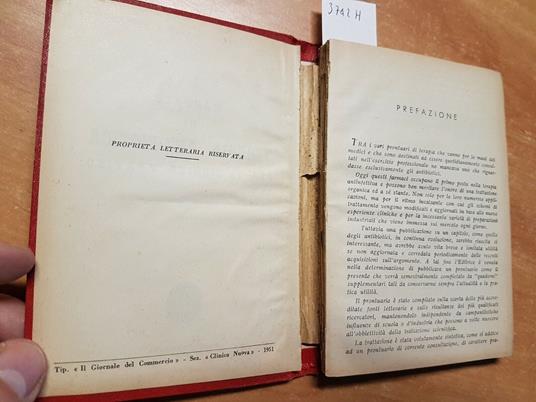 3742 H
PROPRIETÀ LETTERARIA RISERVATA
Tip. « Il Giornale del Commercio » - Sez. « Clinica Nuova » - 1951
PREFAZIONE
TRA i vari prontuari di terapia che vanno per le mani dei
medici e che sono destinati ad essere quotidianamente consul-
tati nell'esercizio professionale ne mancava uno che riguar-
dasse esclusivamente gli antibiotici.
Oggi questi farmaci occupano il primo posto nella terapia
antinfettiva e possono ben meritare l'onore di una trattazione
organica ed a sè stante. Non solo per le loro numerose appli-
cazioni, ma per il ritmo incalzante con cui gli schemi di
trattamento vengono modificati e aggiornati in base alle nuove
esperienze cliniche e per la incessante varietà di preparazioni
industriali che viene immessa sul mercato ogni giorno.
Tuttavia una pubblicazione su un capitolo, come quello
degli antibiotici, in continua evoluzione, sarebbe riuscita sì
interessante, ma avrebbe avuto vita breve e limitata utilità
se non aggiornata e corredata periodicamente delle recenti
acquisizioni sull'argomento. A tal fine l'Editrice è venuta
nella determinazione di pubblicare un prontuario come il
presente che verrà semestralmente completato da "quaderni"
supplementari tali da conservarne sempre l'attualità e la pra-
tica utilità.
Il prontuario è stato compilato sulla scorta delle più accre-
ditate fonti letterarie e sulle risultanze dei più qualificati
ricercatori, mantenendolo indipendente da campanilistiche
influenze di scuola o d'industria che possono a volte nuocere
all'obbiettività della trattazione scientifica.
La trattazione è stata volutamente sintetica, come si addice
ad un prontuario di corrente consultazione, di carattere pra-